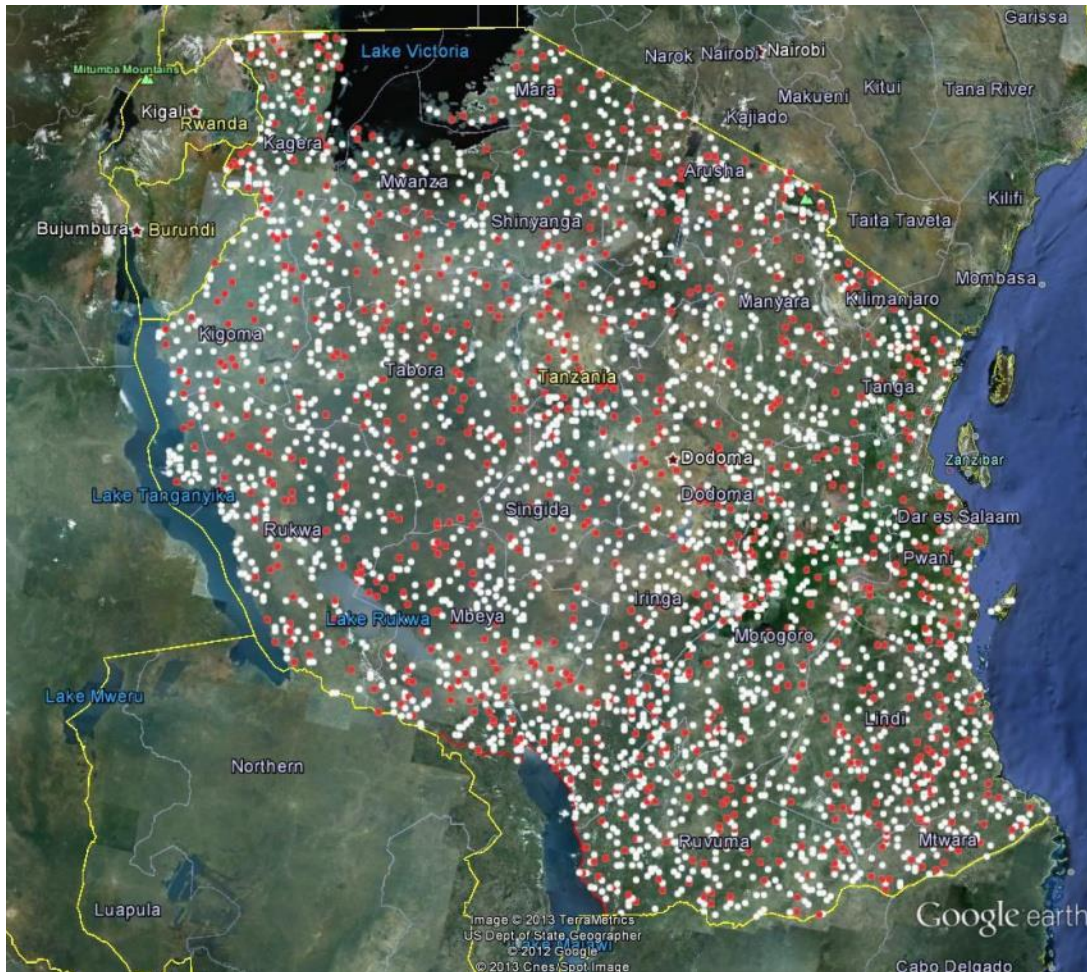 Garissa
Lake Victoria
Narok
Nairobi
Nairobi
Mitumba Mountains
Mara
Makueni
Kitui
Tana River
Kigali
Rwanda
Kajiado
Kagera
Mwanza
Arusha
Kilifi
Shinyanga
Taita Taveta
Bujumbura
Burundi
Mombasa
Manyara
Kilimanjaro
Kigoma
Tabora
Tanzania
Tanga
Dodoma
Zanzibar
Lake Tanganyika
Dodoma
Singida
Dar es Salaam
Rukwa
Pwani
Iringa
Lake Rukwa
Mbeya
Morogoro
Lake Mweru
Lindi
Northern
Ruvuma
Mtwara
Luapula
Image © 2013 TerraMetrics
Google earth
US Dept of State Geographer
Lake Malawi
© 2012 Google
© 2013 Cnes/Spot Image
Cabo Delgado